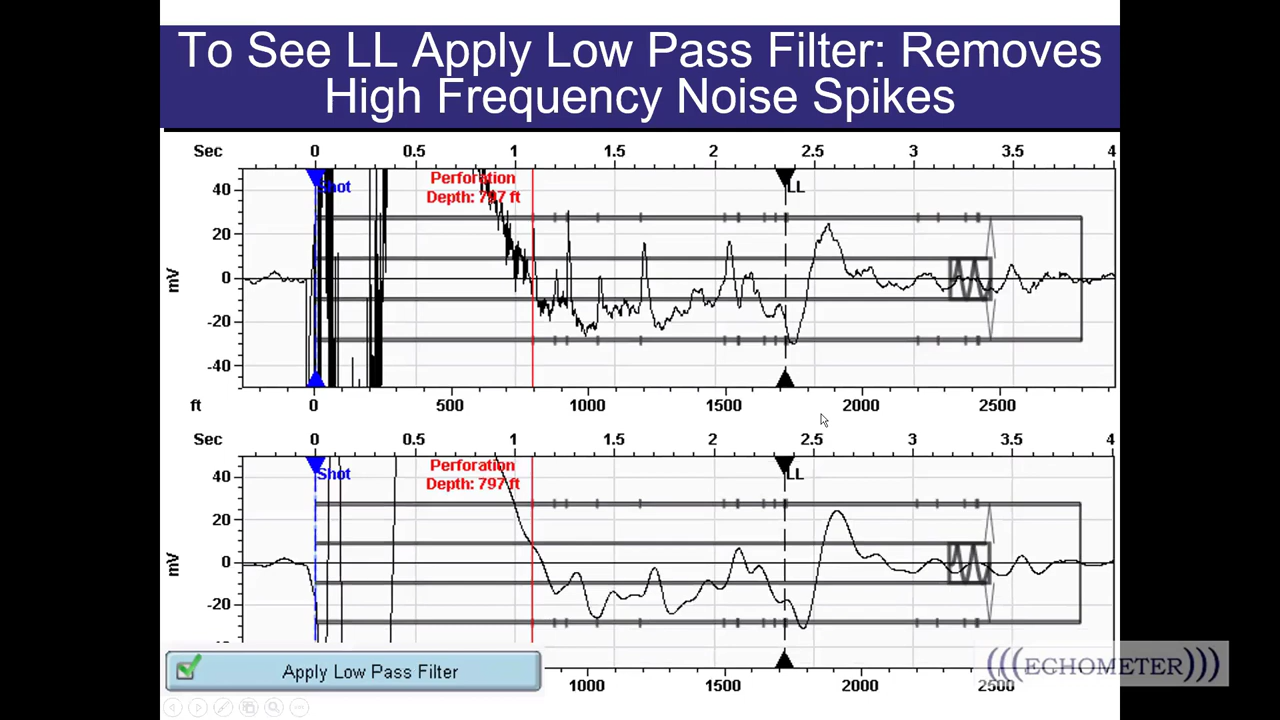 To See LL Apply Low Pass Filter: Removes
High Frequency Noise Spikes
Sec 0 0.5 1 1.5 2 2.5 3 3.5 4
Shot
Perforation
Depth: 797 ft
LL
40
20
0
-20
-40
mV
ft 0 500 1000 1500 2000 2500
Sec 0 0.5 1 1.5 2 2.5 3 3.5 4
Shot
Perforation
Depth: 797 ft
LL
40
20
0
-20
mV
Apply Low Pass Filter
1000 1500 2000 2500
(((ECHOMETER)))